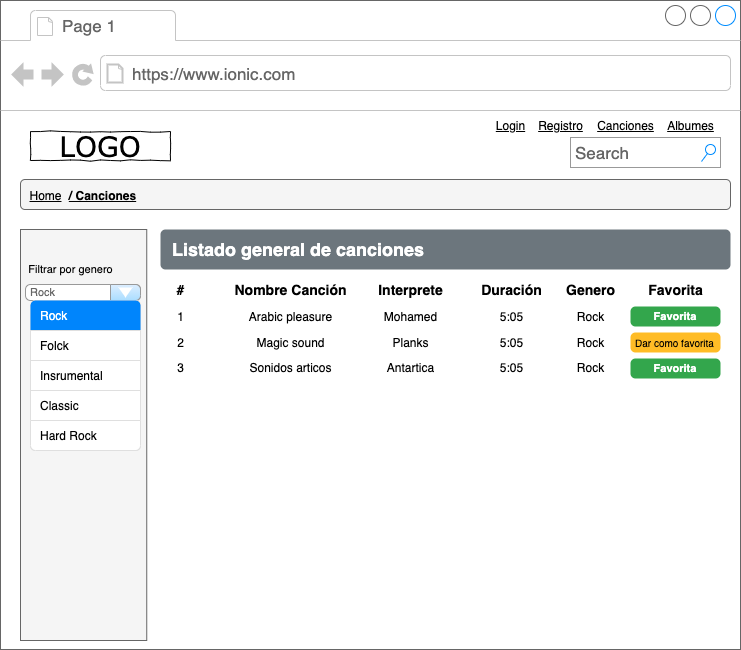 Page 1
https://www.ionic.com
Login Registro Canciones Albumes
LOGO
Search
Home / Canciones
Filtrar por genero
Rock
Rock
Folck
Insrumental
Classic
Hard Rock
Listado general de canciones
# Nombre Canción Interprete Duración Genero Favorita
1 Arabic pleasure Mohamed 5:05 Rock Favorita
2 Magic sound Planks 5:05 Rock Dar como favorita
3 Sonidos articos Antartica 5:05 Rock Favorita